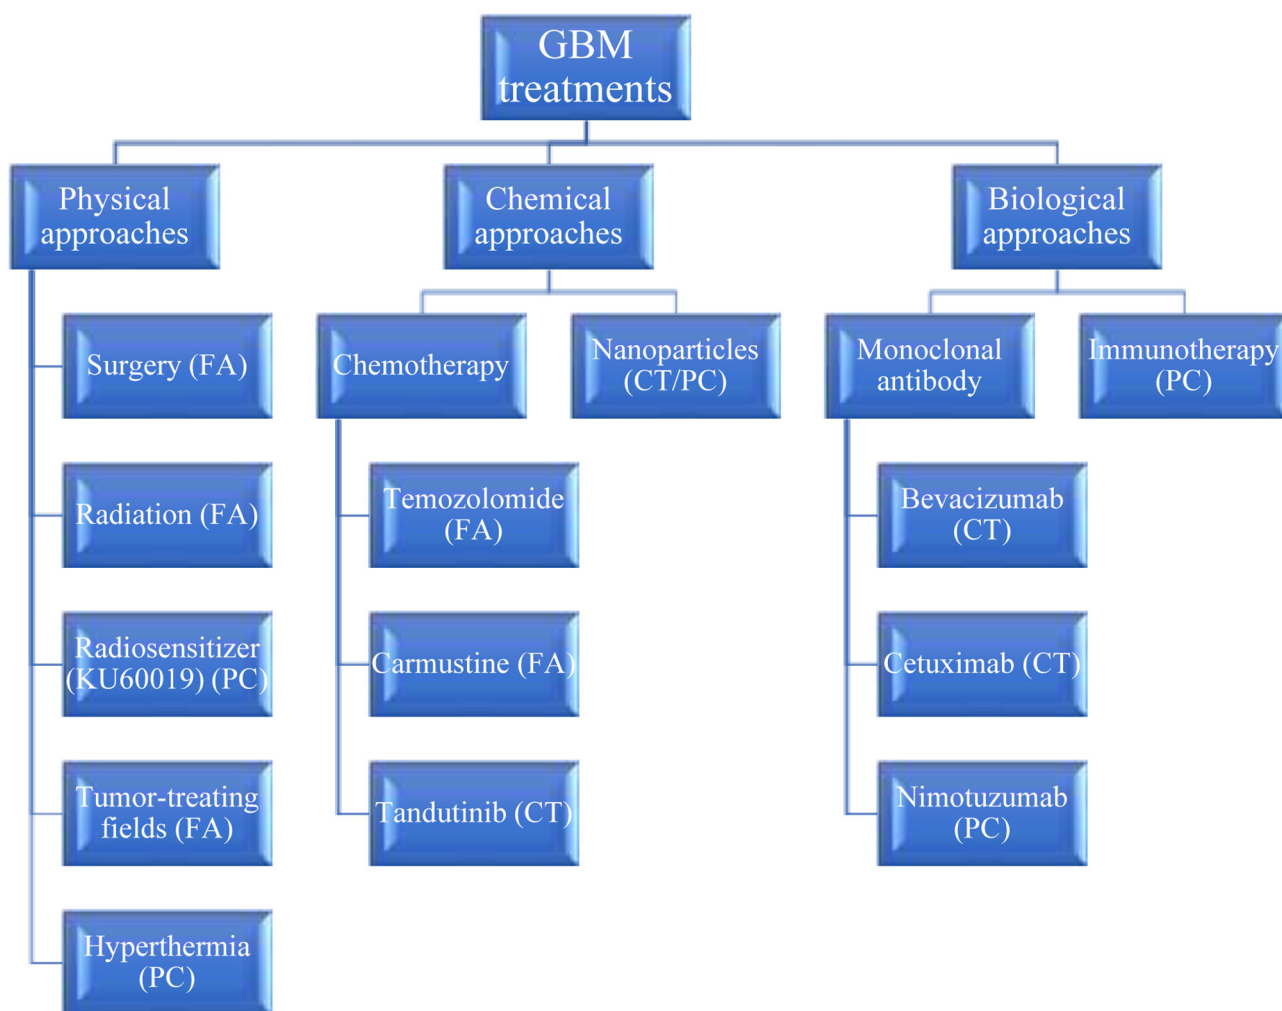 GBM
treatments
Physical
approaches
Chemical
approaches
Biological
approaches
Surgery (FA)
Radiation (FA)
Radiosensitizer
(KU60019) (PC)
Tumor-treating
fields (FA)
Hyperthermia
(PC)
Chemotherapy
Temozolomide
(FA)
Carmustine (FA)
Tandutinib (CT)
Nanoparticles
(CT/PC)
Monoclonal
antibody
Bevacizumab
(CT)
Cetuximab (CT)
Nimotuzumab
(PC)
Immunotherapy
(PC)